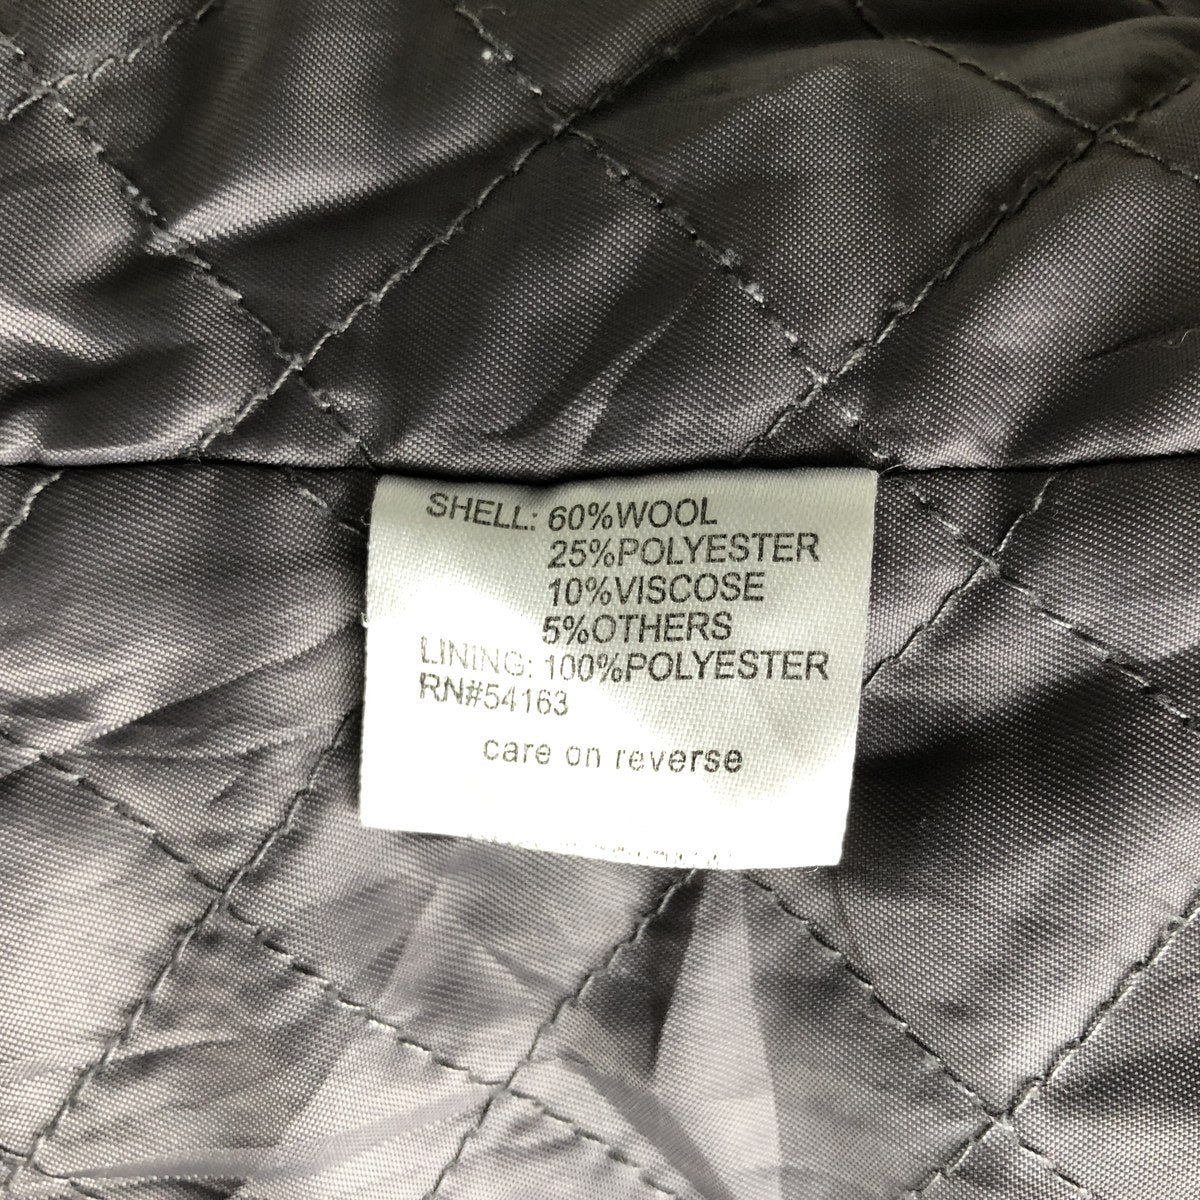 SHELL: 60%WOOL
25%POLYESTER
10%VISCOSE
5%OTHERS
LINING: 100%POLYESTER
RN#54163
care on reverse